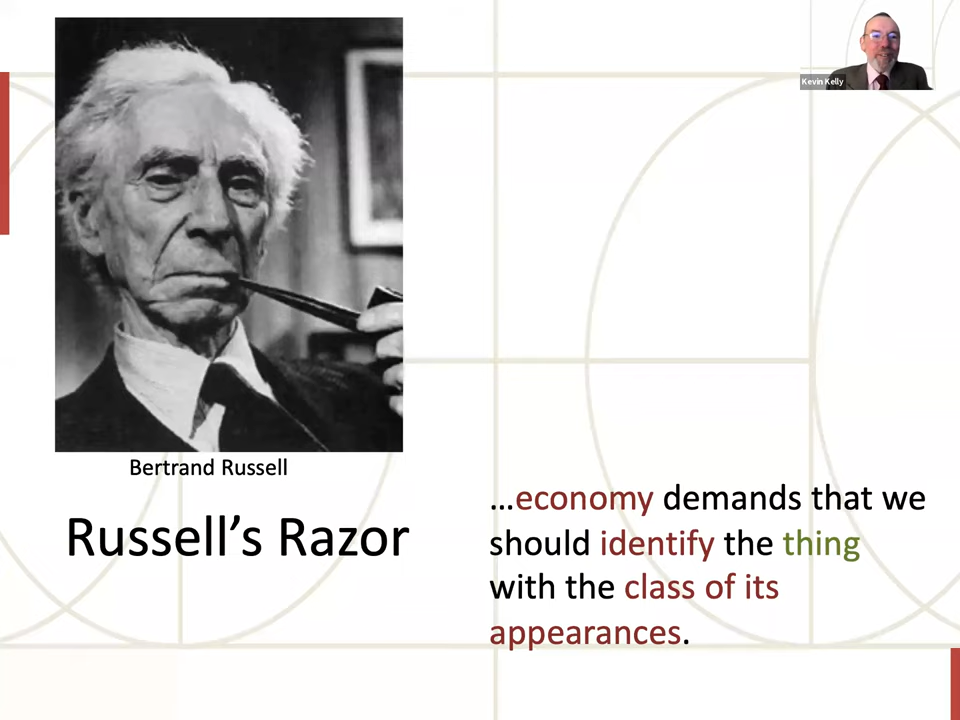 Kevin Kelly
Bertrand Russell
Russell’s Razor
…economy demands that we
should identify the thing
with the class of its
appearances.